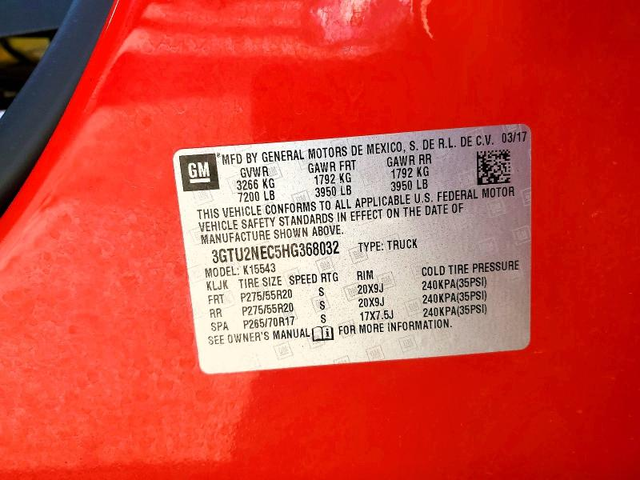 GM
*MFD BY GENERAL MOTORS DE MEXICO, S. DE R.L. DE C.V. 03/17
GVWR GAWR FRT GAWR RR
3266 KG 1792 KG 1792 KG
7200 LB 3950 LB 3950 LB
THIS VEHICLE CONFORMS TO ALL APPLICABLE U.S. FEDERAL MOTOR
VEHICLE SAFETY STANDARDS IN EFFECT ON THE DATE OF
MANUFACTURE SHOWN ABOVE.
3GTU2NEC5HG368032 TYPE: TRUCK
MODEL: K15543
KLJK TIRE SIZE SPEED RTG RIM COLD TIRE PRESSURE
FRT P275/55R20 S 20X9J 240KPA(35PSI)
RR P275/55R20 S 20X9J 240KPA(35PSI)
SPA P265/70R17 S 17X7.5J 240KPA(35PSI)
SEE OWNER'S MANUAL FOR MORE INFORMATION.